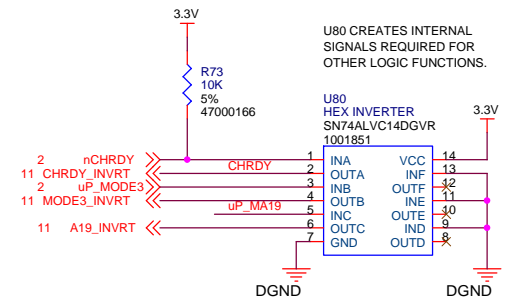 3.3V
U80 CREATES INTERNAL
SIGNALS REQUIRED FOR
OTHER LOGIC FUNCTIONS.
R73
10K
5%
47000166
U80
HEX INVERTER
SN74ALVC14DGVR
1001851
3.3V
2 nCHRDY 1 INA VCC 14
11 CHRDY_INVRT CHRDY 2 OUTA INF 13
2 uP_MODE3 3 INB OUTF 12
11 MODE3_INVRT 4 OUTB INE 11
uP_MA19 5 INC OUTE 10
11 A19_INVRT 6 OUTC IND 9
7 GND OUTD 8
DGND DGND